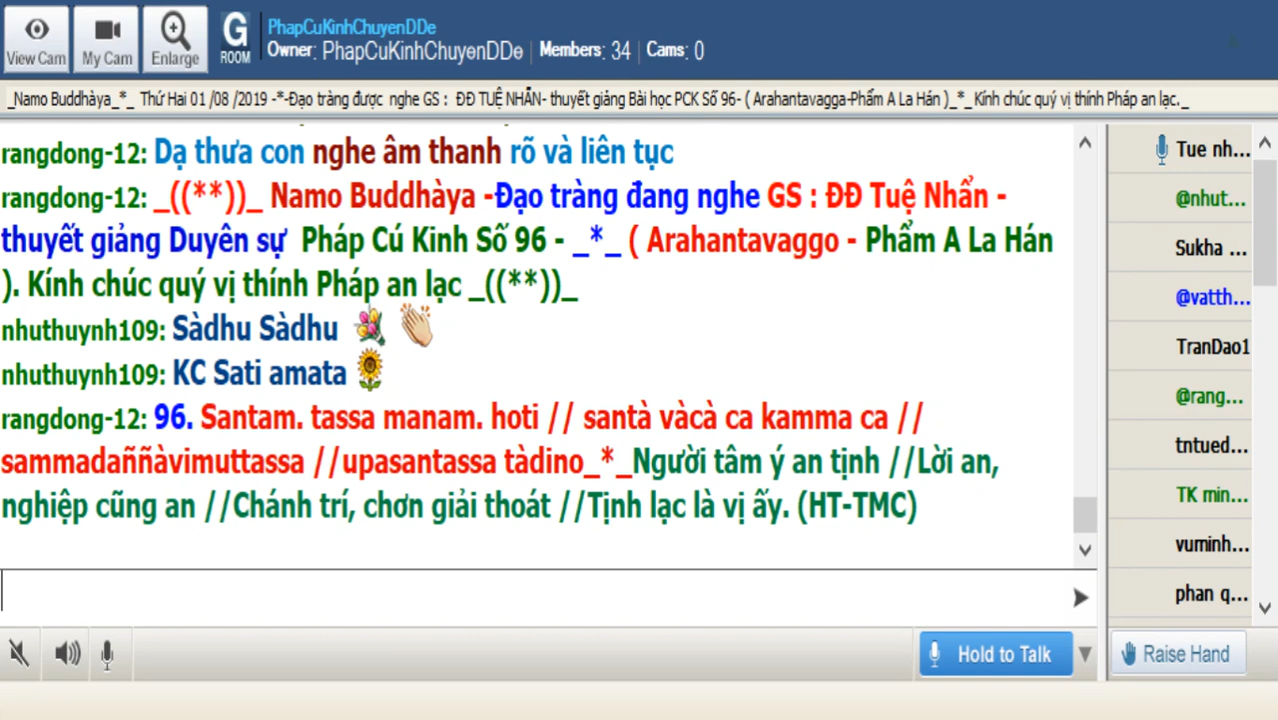 View Cam
My Cam
Enlarge
G
ROOM
PhapCuKinhChuyenDDe
Owner: PhapCuKinhChuyenDDe | Members: 34 | Cams: 0
_Namo Buddhàya_*_ Thứ Hai 01 /08 /2019 -*-Đạo tràng được nghe GS : ĐĐ TUỆ NHẪN- thuyết giảng Bài học PCK Số 96- ( Arahantavagga-Phẩm A La Hán )_*_ Kính chúc quý vị thính Pháp an lạc._
rangdong-12: Dạ thưa con nghe âm thanh rõ và liên tục
rangdong-12: _((**))_ Namo Buddhàya -Đạo tràng đang nghe GS : ĐĐ Tuệ Nhẩn -
thuyết giảng Duyên sự Pháp Cú Kinh Số 96 - _*_ ( Arahantavaggo - Phẩm A La Hán
). Kính chúc quý vị thính Pháp an lạc _((**))_
nhuthuynh109: Sàdhu Sàdhu
nhuthuynh109: KC Sati amata
rangdong-12: 96. Santam. tassa manam. hoti // santà vàcà ca kamma ca //
sammadaññàvimuttassa //upasantassa tàdino_*_Người tâm ý an tịnh //Lời an,
nghiệp cũng an //Chánh trí, chơn giải thoát //Tịnh lạc là vị ấy. (HT-TMC)
Tue nh...
@nhut...
Sukha ...
@vatth...
TranDao1
@rang...
tntued...
TK min...
vuminh...
phan q...
Hold to Talk
Raise Hand